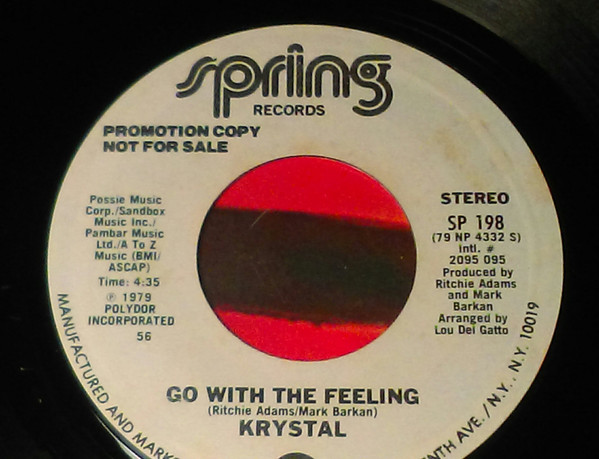 spring
RECORDS
PROMOTION COPY
NOT FOR SALE
Possie Music
Corp./Sandbox
Music Inc./
Pambar Music
Ltd./A To Z
Music (BMI/
ASCAP)
Time: 4:35
℗ 1979
POLYDOR
INCORPORATED
56
STEREO
SP 198
(79 NP 4332 S)
Intl. #
2095 095
Produced by
Ritchie Adams
and Mark
Barkan
Arranged by
Lou Del Gatto
GO WITH THE FEELING
(Ritchie Adams/Mark Barkan)
KRYSTAL
MANUFACTURED AND MARK
ENTH AVE./N.Y., N.Y. 10019